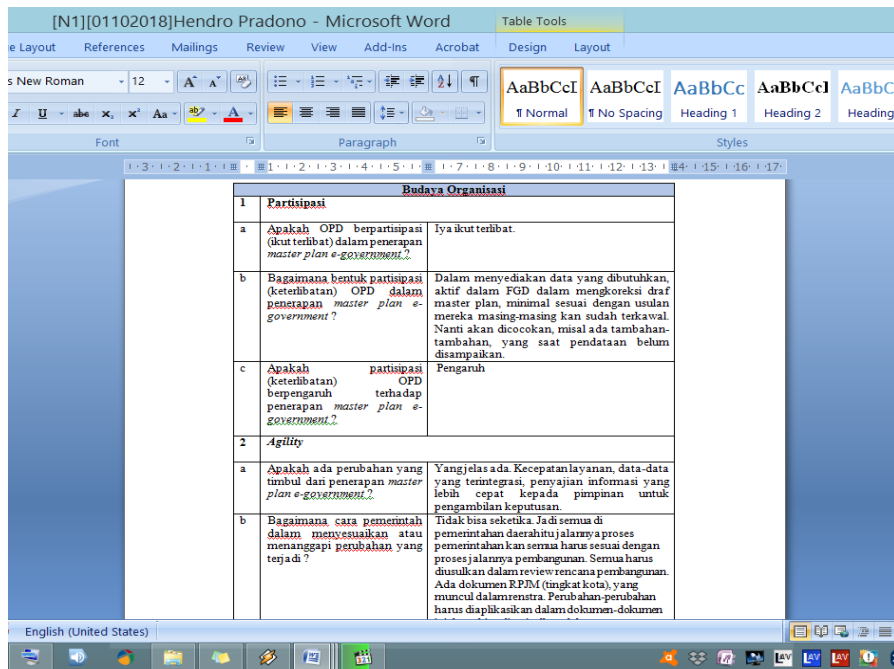 [N1][01102018]Hendro Pradono - Microsoft Word
Table Tools
e Layout References Mailings Review View Add-Ins Acrobat Design Layout
s New Roman 12
AaBbCcI AaBbCcI AaBbCc AaBbCcI AaBbC
¶ Normal ¶ No Spacing Heading 1 Heading 2 Heading
Font Paragraph Styles
Budaya Organisasi
1 Partisipasi
a Apakah OPD berpartisipasi
(ikut terlibat) dalam penerapan
master plan e-government ?
Iya ikut terlibat.
b Bagaimana bentuk partisipasi
(keterlibatan) OPD dalam
penerapan master plan e-
government ?
Dalam menyediakan data yang dibutuhkan,
aktif dalam FGD dalam mengkoreksi draf
master plan, minimal sesuai dengan usulan
mereka masing-masing kan sudah terkawal.
Nanti akan dicocokan, misal ada tambahan-
tambahan, yang saat pendataan belum
disampaikan.
c Apakah partisipasi
(keterlibatan) OPD
berpengaruh terhadap
penerapan master plan e-
government ?
Pengaruh
2 Agility
a Apakah ada perubahan yang
timbul dari penerapan master
plan e-government ?
Yang jelas ada. Kecepatan layanan, data-data
yang terintegrasi, penyajian informasi yang
lebih cepat kepada pimpinan untuk
pengambilan keputusan.
b Bagaimana cara pemerintah
dalam menyesuaikan atau
menanggapi perubahan yang
terjadi ?
Tidak bisa seketika. Jadi semua di
pemerintahan daerah itu jalannya proses
pemerintahan kan semua harus sesuai dengan
proses jalannya pembangunan. Semua harus
diusulkan dalam review rencana pembangunan.
Ada dokumen RPJM (tingkat kota), yang
muncul dalam renstra. Perubahan-perubahan
harus diaplikasikan dalam dokumen-dokumen
English (United States)